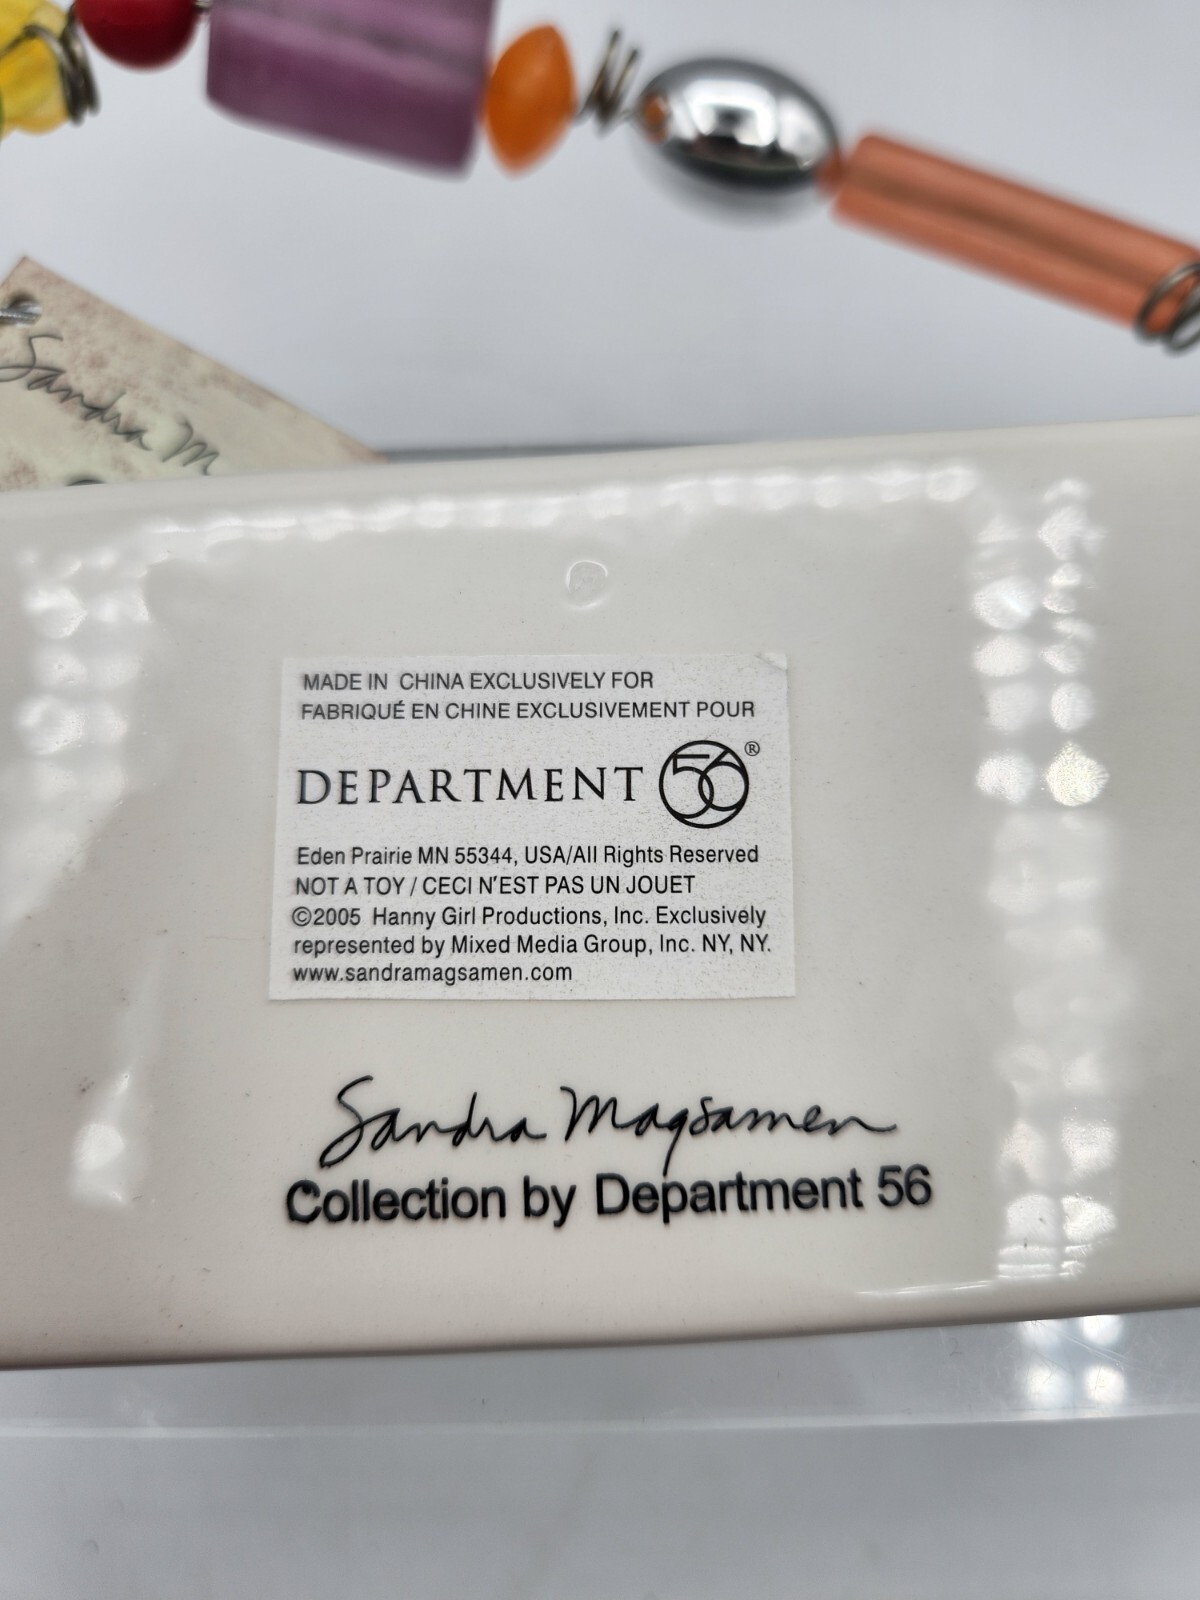 Sandra M
MADE IN CHINA EXCLUSIVELY FOR
FABRIQUÉ EN CHINE EXCLUSIVEMENT POUR
DEPARTMENT 56®
Eden Prairie MN 55344, USA/All Rights Reserved
NOT A TOY / CECI N'EST PAS UN JOUET
©2005 Hanny Girl Productions, Inc. Exclusively
represented by Mixed Media Group, Inc. NY, NY.
www.sandramagsamen.com
Sandra Magsamen
Collection by Department 56